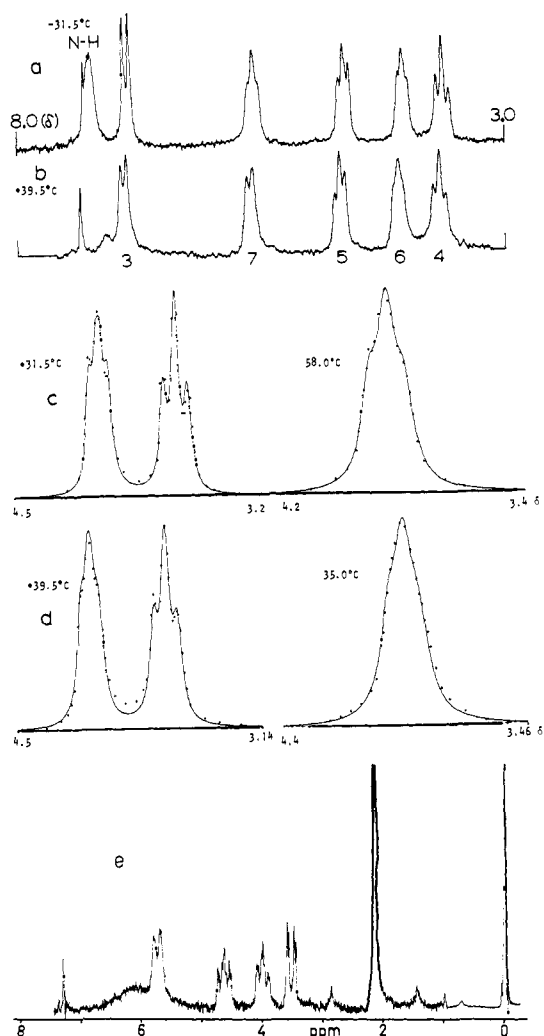 -31.5°C
N-H
a
8.0(δ) 3.0
b
+39.5°C
3 7 5 6 4
+31.5°C 58.0°C
c
4.5 3.2 4.2 3.4 δ
+39.5°C 35.0°C
d
4.5 3.14 4.4 3.46 δ
e
8 6 4 ppm 2 0